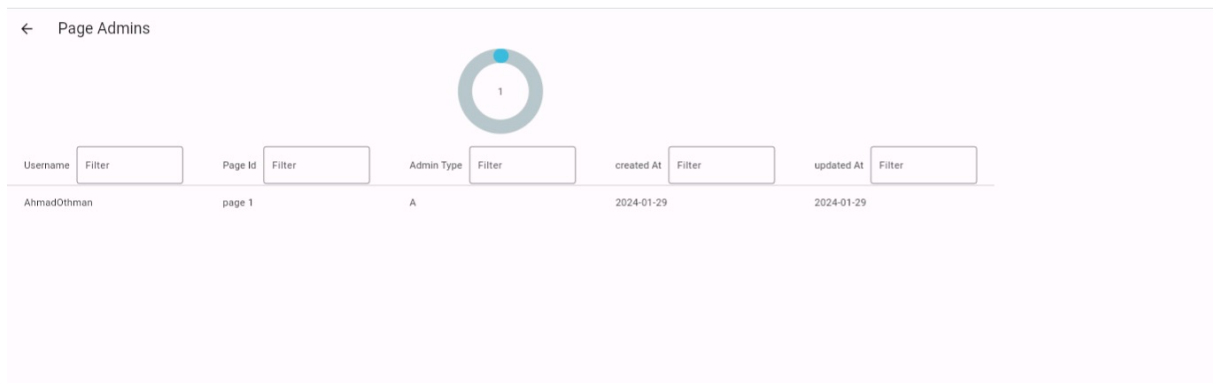 Page Admins
1
Username Filter Page Id Filter Admin Type Filter created At Filter updated At Filter
AhmadOthman page 1 A 2024-01-29 2024-01-29